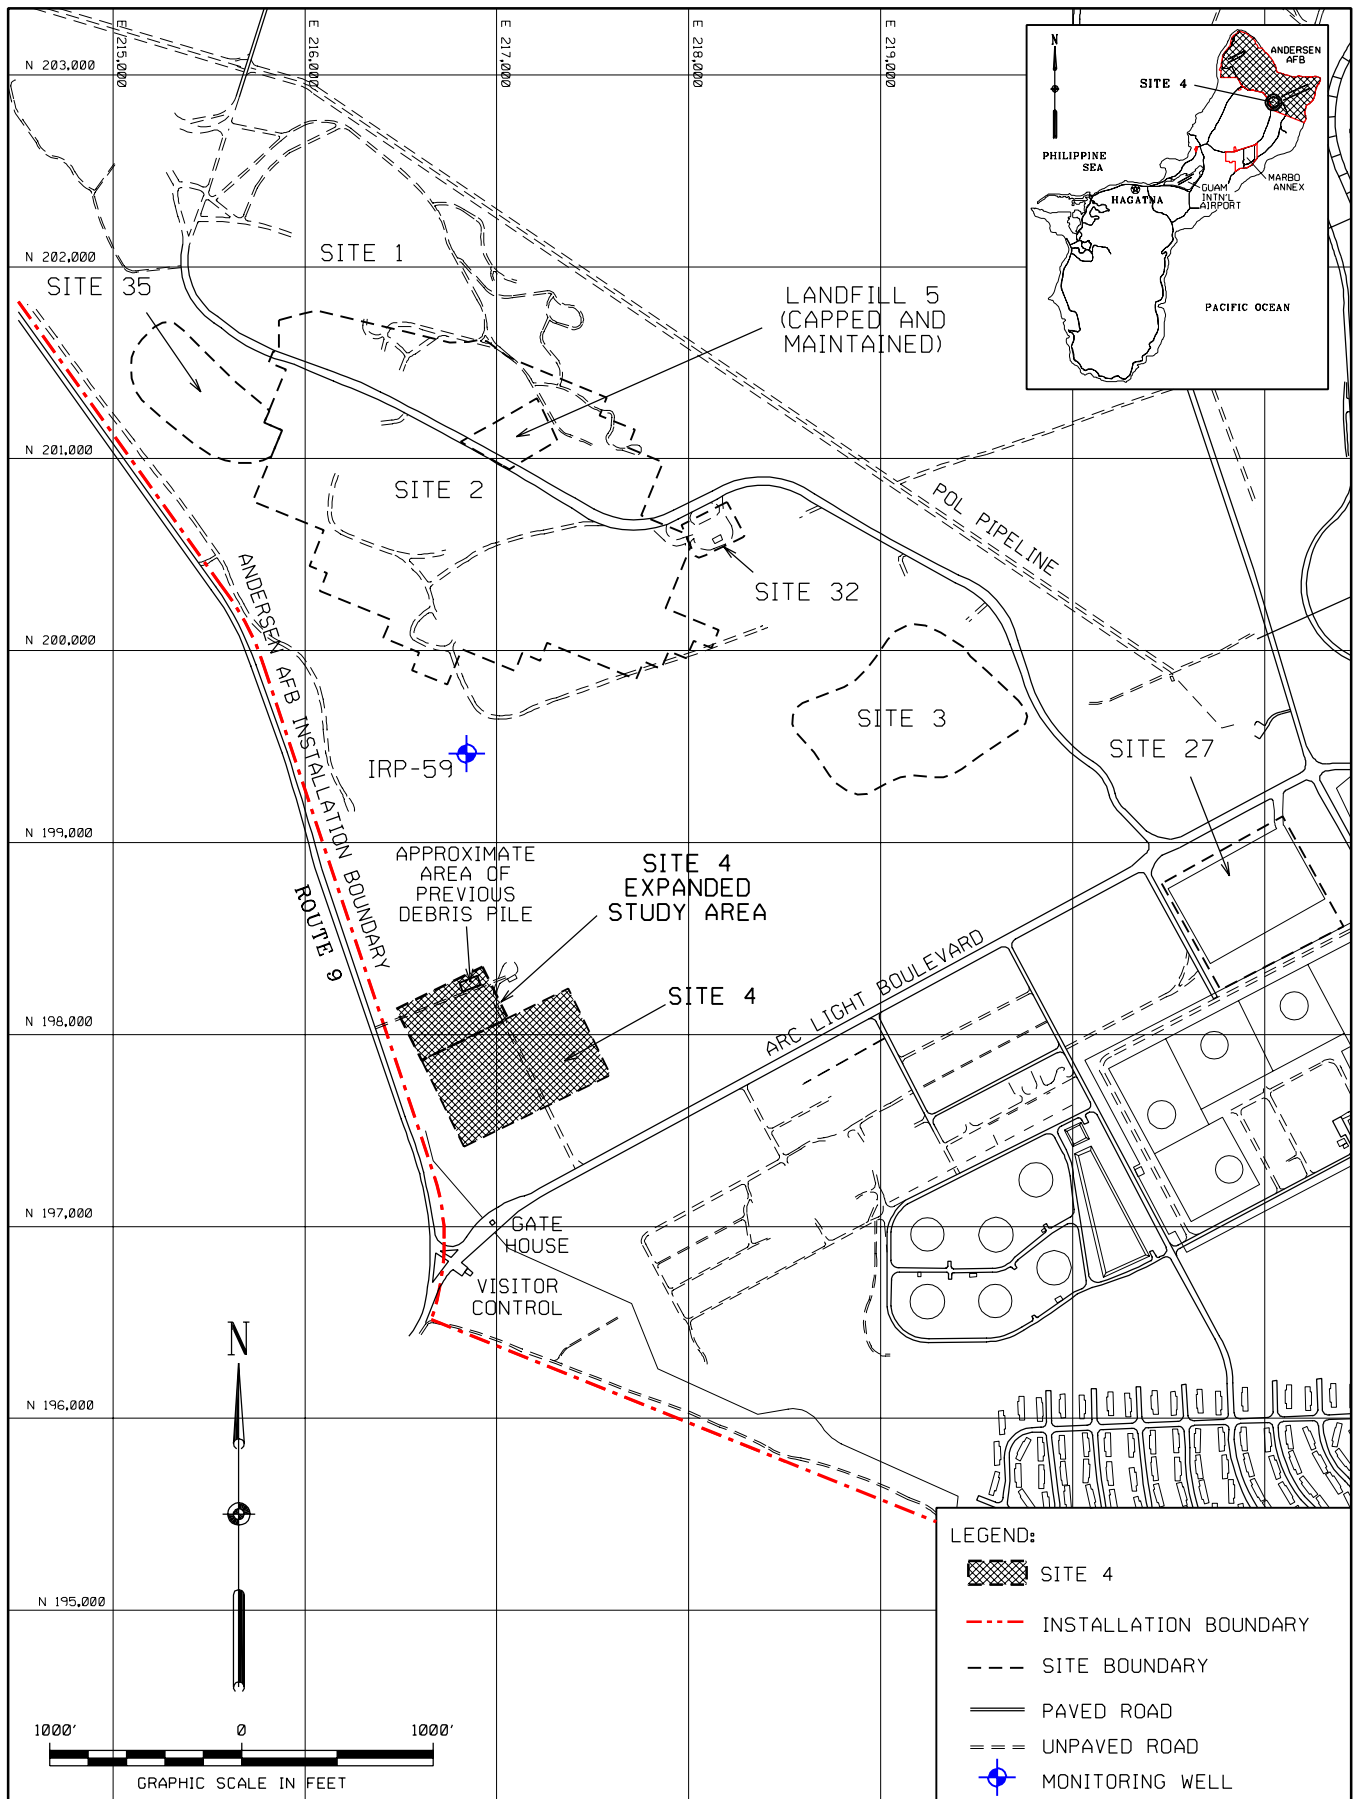 E 215,000
E 216,000
E 217,000
E 218,000
E 219,000
N 203,000
N 202,000
N 201,000
N 200,000
N 199,000
N 198,000
N 197,000
N 196,000
N 195,000
N
ANDERSEN
AFB
SITE 4
PHILIPPINE
SEA
MARBO
ANNEX
GUAM
INTN'L
AIRPORT
HAGATNA
PACIFIC OCEAN
SITE 1
SITE 35
LANDFILL 5
(CAPPED AND
MAINTAINED)
SITE 2
POL PIPELINE
SITE 32
ANDERSEN AFB INSTALLATION BOUNDARY
SITE 3
SITE 27
IRP-59
APPROXIMATE
AREA OF
PREVIOUS
DEBRIS PILE
SITE 4
EXPANDED
STUDY AREA
ROUTE 9
SITE 4
ARC LIGHT BOULEVARD
GATE
HOUSE
VISITOR
CONTROL
N
1000' 0 1000'
GRAPHIC SCALE IN FEET
LEGEND:
SITE 4
INSTALLATION BOUNDARY
SITE BOUNDARY
PAVED ROAD
UNPAVED ROAD
MONITORING WELL